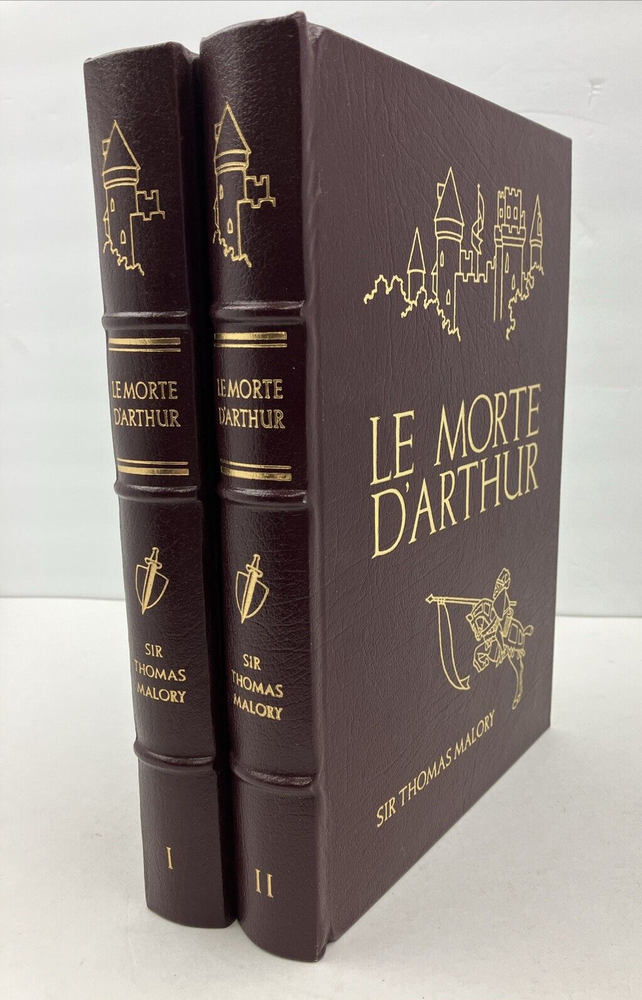 LE MORTE
D'ARTHUR
SIR
THOMAS
MALORY
I
LE MORTE
D'ARTHUR
SIR
THOMAS
MALORY
II
LE MORTE
D'ARTHUR
SIR THOMAS MALORY